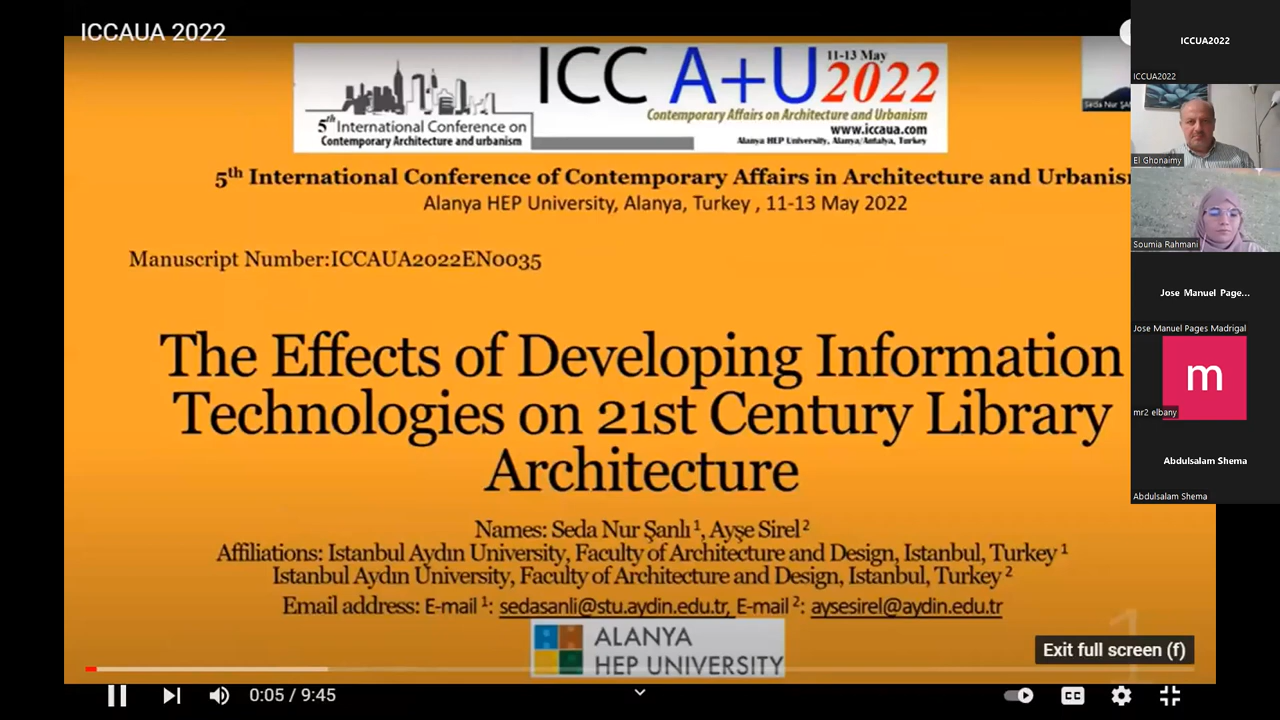 ICCAUA 2022
ICC A+U 11-13 May 2022
5th International Conference on
Contemporary Architecture and urbanism
Contemporary Affairs on Architecture and Urbanism
www.iccaua.com
Alanya HEP University, Alanya/Antalya, Turkey
5th International Conference of Contemporary Affairs in Architecture and Urbanism
Alanya HEP University, Alanya, Turkey , 11-13 May 2022
Manuscript Number:ICCAUA2022EN0035
The Effects of Developing Information
Technologies on 21st Century Library
Architecture
Names: Seda Nur Şanlı 1, Ayşe Sirel 2
Affiliations: Istanbul Aydın University, Faculty of Architecture and Design, Istanbul, Turkey 1
Istanbul Aydın University, Faculty of Architecture and Design, Istanbul, Turkey 2
Email address: E-mail 1: sedasanli@stu.aydin.edu.tr, E-mail 2: aysesirel@aydin.edu.tr
ALANYA
HEP UNIVERSITY
1
Exit full screen (f)
0:05 / 9:45
CC
Seda Nur ŞA
ICCUA2022
ICCUA2022
El Ghonaimy
Soumia Rahmani
Jose Manuel Page...
Jose Manuel Pages Madrigal
m
mr2 elbany
Abdulsalam Shema
Abdulsalam Shema